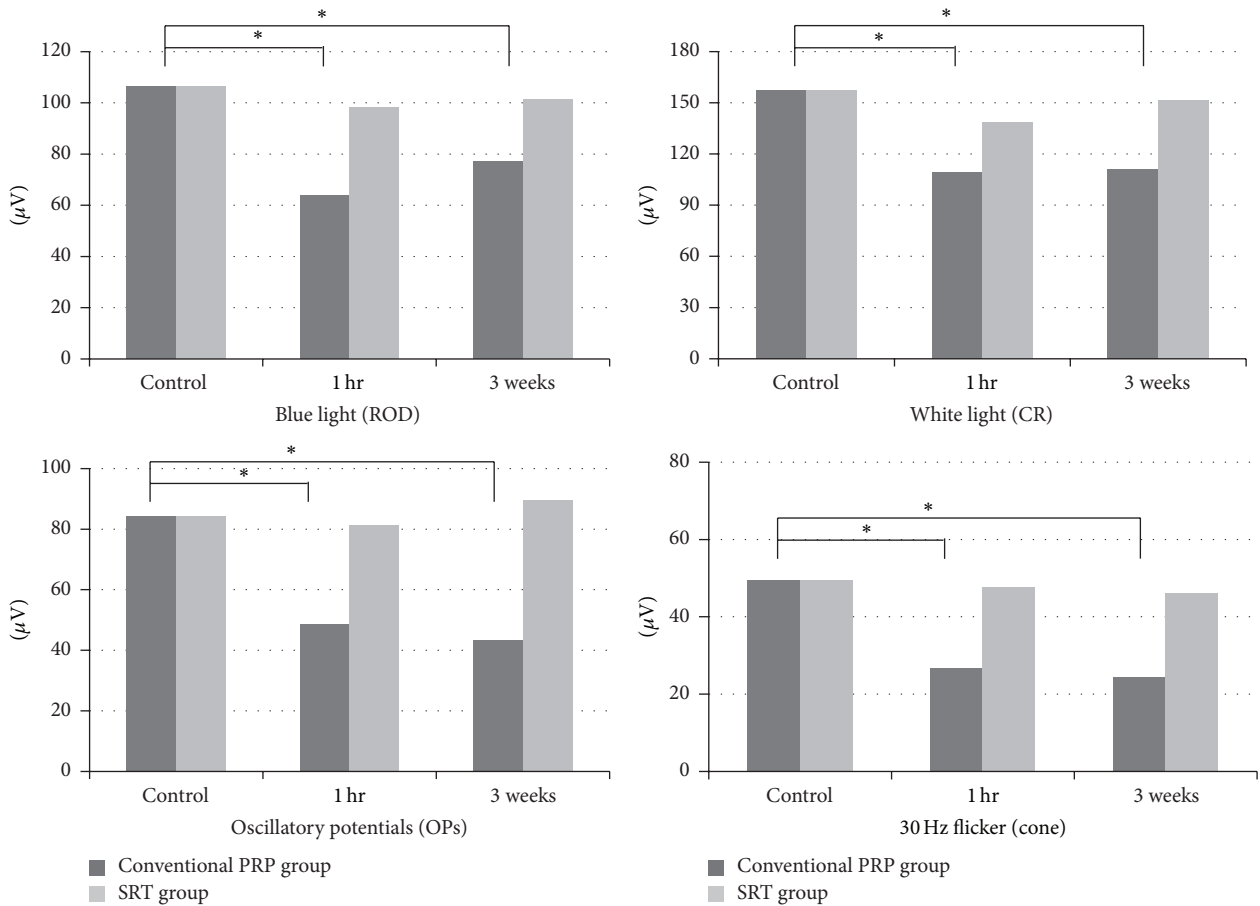 * *
120
100
80
60
40
20
0
(μV)
Control 1 hr 3 weeks
Blue light (ROD)
* *
180
150
120
90
60
30
0
(μV)
Control 1 hr 3 weeks
White light (CR)
* *
100
80
60
40
20
0
(μV)
Control 1 hr 3 weeks
Oscillatory potentials (OPs)
Conventional PRP group
SRT group
* *
80
60
40
20
0
(μV)
Control 1 hr 3 weeks
30 Hz flicker (cone)
Conventional PRP group
SRT group